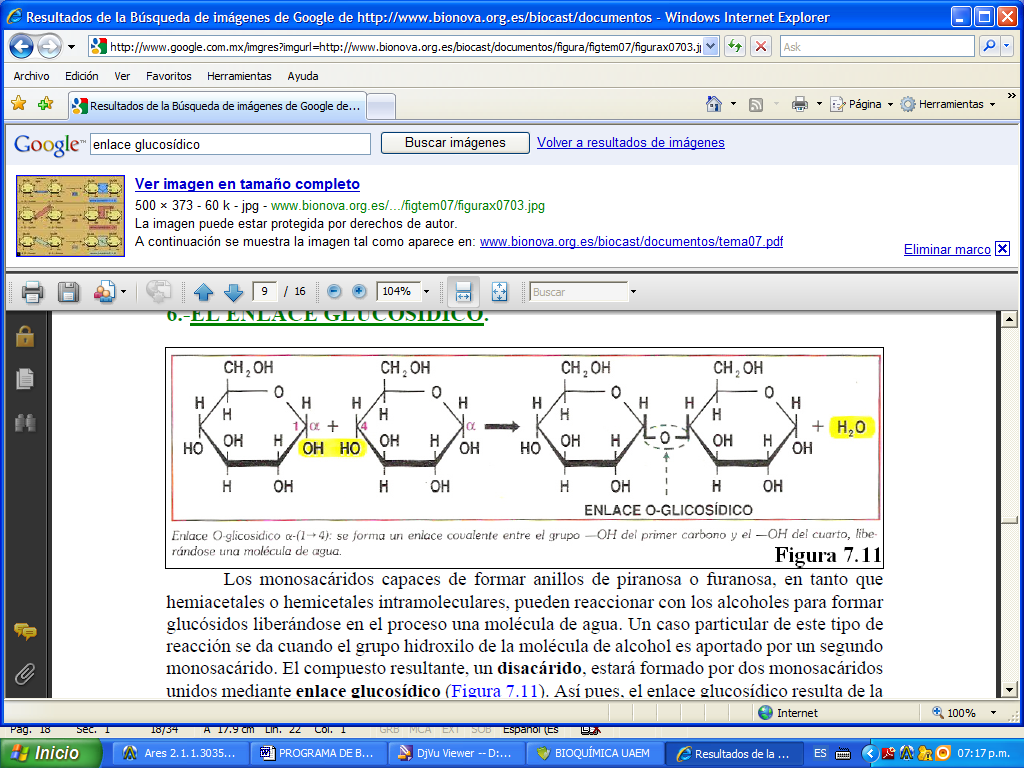 Resultados de la Búsqueda de imágenes de Google de http://www.bionova.org.es/biocast/documentos - Windows Internet Explorer
http://www.google.com.mx/imgres?imgurl=http://www.bionova.org.es/biocast/documentos/figura/figtem07/figurax0703.j
Ask
Archivo Edición Ver Favoritos Herramientas Ayuda
Resultados de la Búsqueda de imágenes de Google de...
Página Herramientas
Google™ enlace glucosídico Buscar imágenes Volver a resultados de imágenes
Ver imagen en tamaño completo
500 × 373 - 60 k - jpg - www.bionova.org.es/.../figtem07/figurax0703.jpg
La imagen puede estar protegida por derechos de autor.
A continuación se muestra la imagen tal como aparece en: www.bionova.org.es/biocast/documentos/tema07.pdf
Eliminar marco
9 / 16 104% Buscar
6.-EL ENLACE GLUCOSÍDICO.
CH₂OH CH₂OH CH₂OH CH₂OH
O O O O
H H H H H H H H
H H H H
1 α + 4 α + H₂O
OH H OH H OH H O OH H
HO OH HO OH HO OH
H OH H OH H OH H OH
ENLACE O-GLICOSÍDICO
Enlace O-glicosídico α-(1→4): se forma un enlace covalente entre el grupo —OH del primer carbono y el —OH del cuarto, libe-
rándose una molécula de agua.
Figura 7.11
Los monosacáridos capaces de formar anillos de piranosa o furanosa, en tanto que
hemiacetales o hemicetales intramoleculares, pueden reaccionar con los alcoholes para formar
glucósidos liberándose en el proceso una molécula de agua. Un caso particular de este tipo de
reacción se da cuando el grupo hidroxilo de la molécula de alcohol es aportado por un segundo
monosacárido. El compuesto resultante, un disacárido, estará formado por dos monosacáridos
unidos mediante enlace glucosídico (Figura 7.11). Así pues, el enlace glucosídico resulta de la
Internet 100%
Pág. 18 Sec. 1 18/34 A 17.9 cm Lín. 22 Col. 1 GRB MCA EXT SOB Español (Es
Inicio Ares 2.1.1.3035... PROGRAMA DE B... DjVu Viewer -- D:... BIOQUÍMICA UAEM Resultados de la ... ES 07:17 p.m.